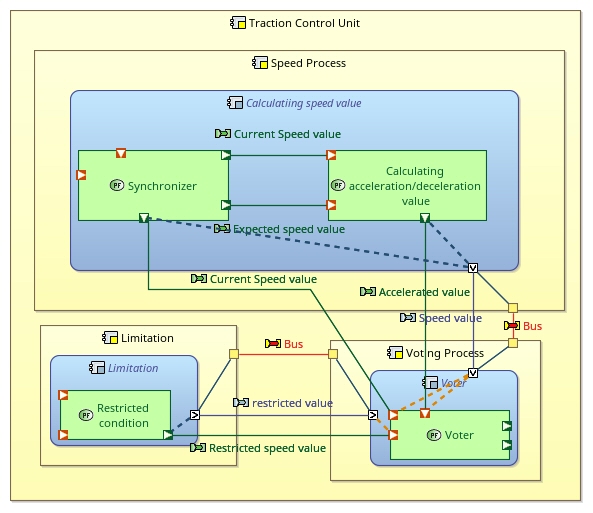 Traction Control Unit
Speed Process
Calculatiing speed value
Current Speed value
PF Synchronizer
PF Calculating
acceleration/deceleration
value
Expected speed value
Current Speed value
Accelerated value
Speed value
Bus
Limitation
Bus
Voting Process
Limitation
Voter
PF Restricted
condition
restricted value
PF Voter
Restricted speed value